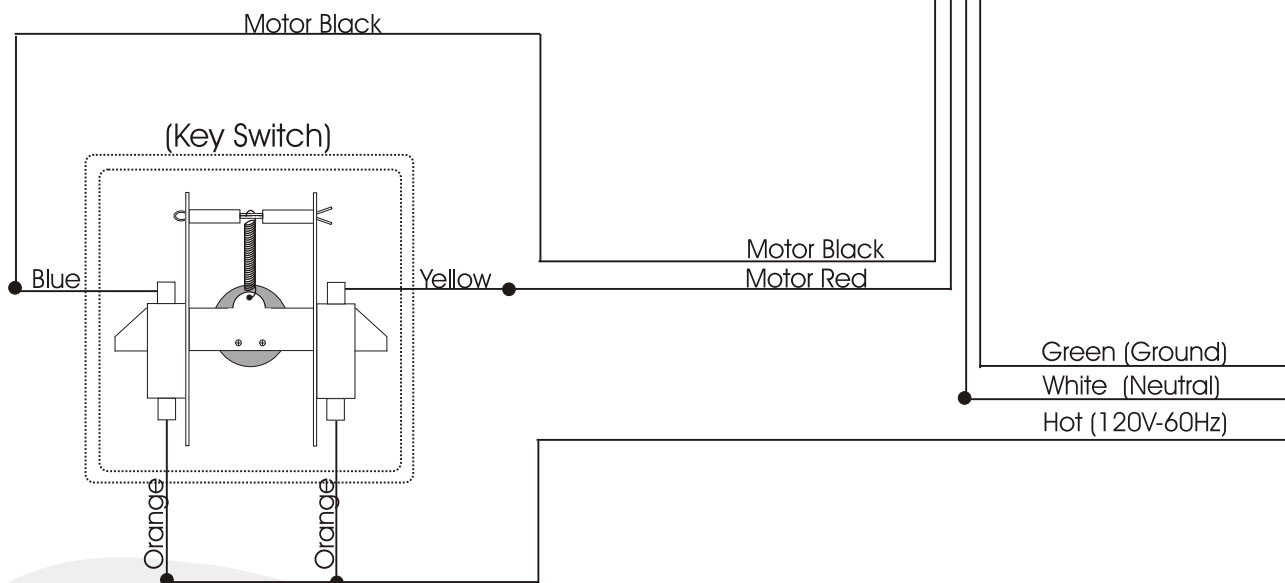 Motor Black
(Key Switch)
Motor Black
Blue
Yellow
Motor Red
Green (Ground)
White (Neutral)
Hot (120V-60Hz)
Orange
Orange